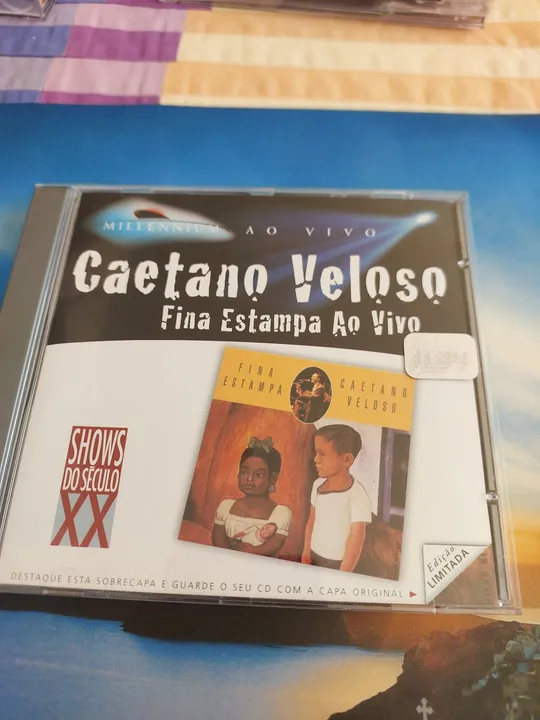 MILLENNIUM AO VIVO
Caetano Veloso
Fina Estampa Ao Vivo
FINA
ESTAMPA
CAETANO
VELOSO
SHOWS
DO SÉCULO
XX
Edição
LIMITADA
DESTAQUE ESTA SOBRECAPA E GUARDE O SEU CD COM A CAPA ORIGINAL